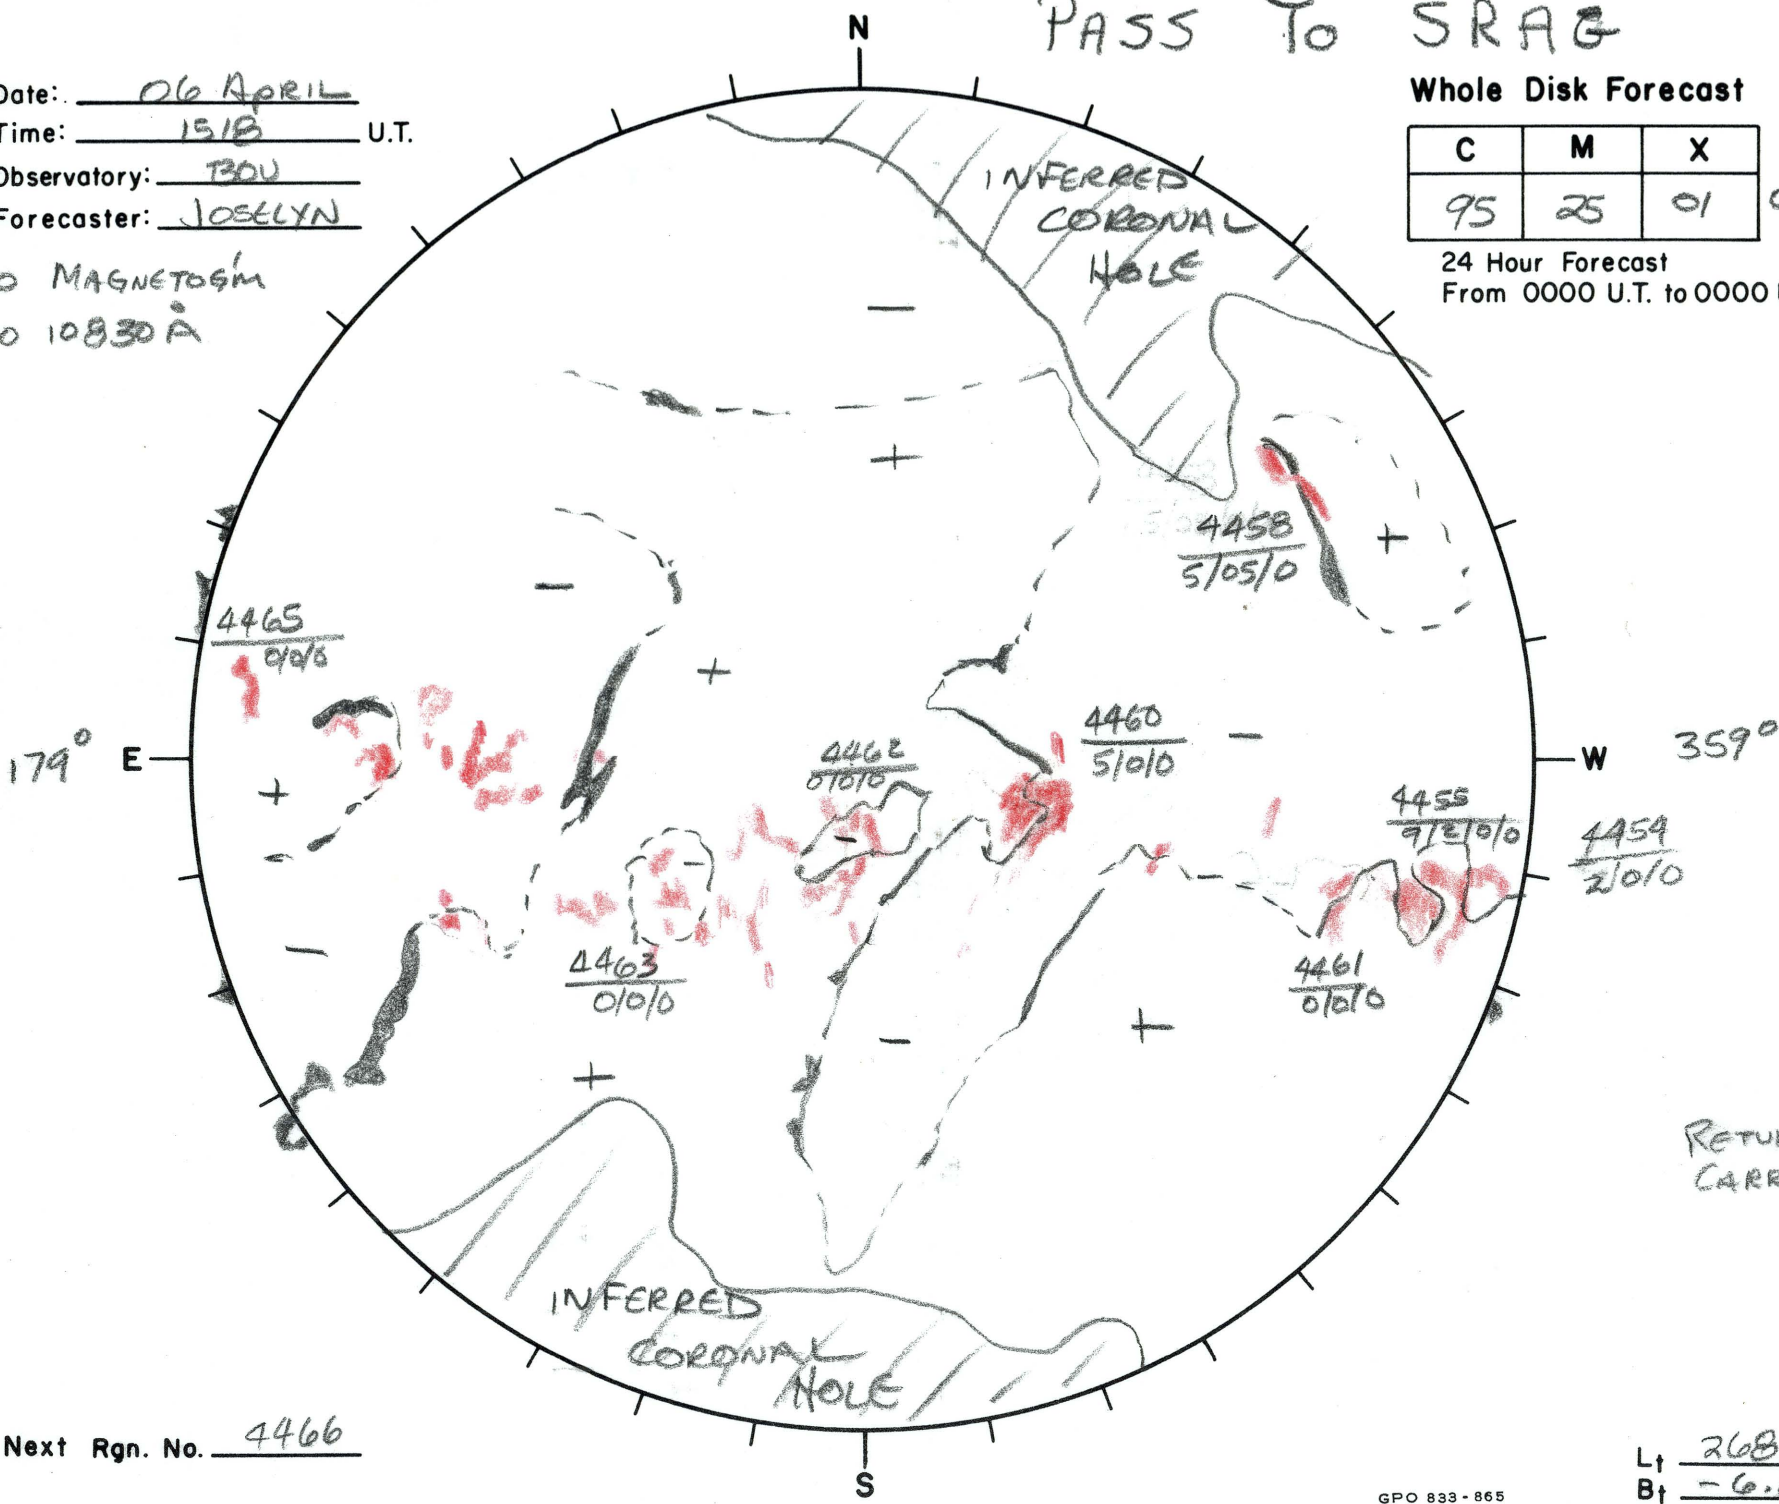 PASS TO SRAG
N
Date: 06 APRIL
Time: 1518 U.T.
Observatory: BOU
Forecaster: JOSELYN
O MAGNETOG'm
O 10830 Å
Whole Disk Forecast
C M X
95 25 01
24 Hour Forecast
From 0000 U.T. to 0000
INFERRED
CORONAL
HOLE
−
+
4458
5/05/0
+
−
4465
0/0/0
+
4460
5/0/0
−
4462
0/0/0
179° E
W 359°
+
4455
9/2/0/0
4454
2/0/0
−
−
4463
0/0/0
4461
0/0/0
−
−
+
+
INFERRED
CORONAL
HOLE
Next Rgn. No. 4466
S
Lt 268
Bt -6.
GPO 833-865